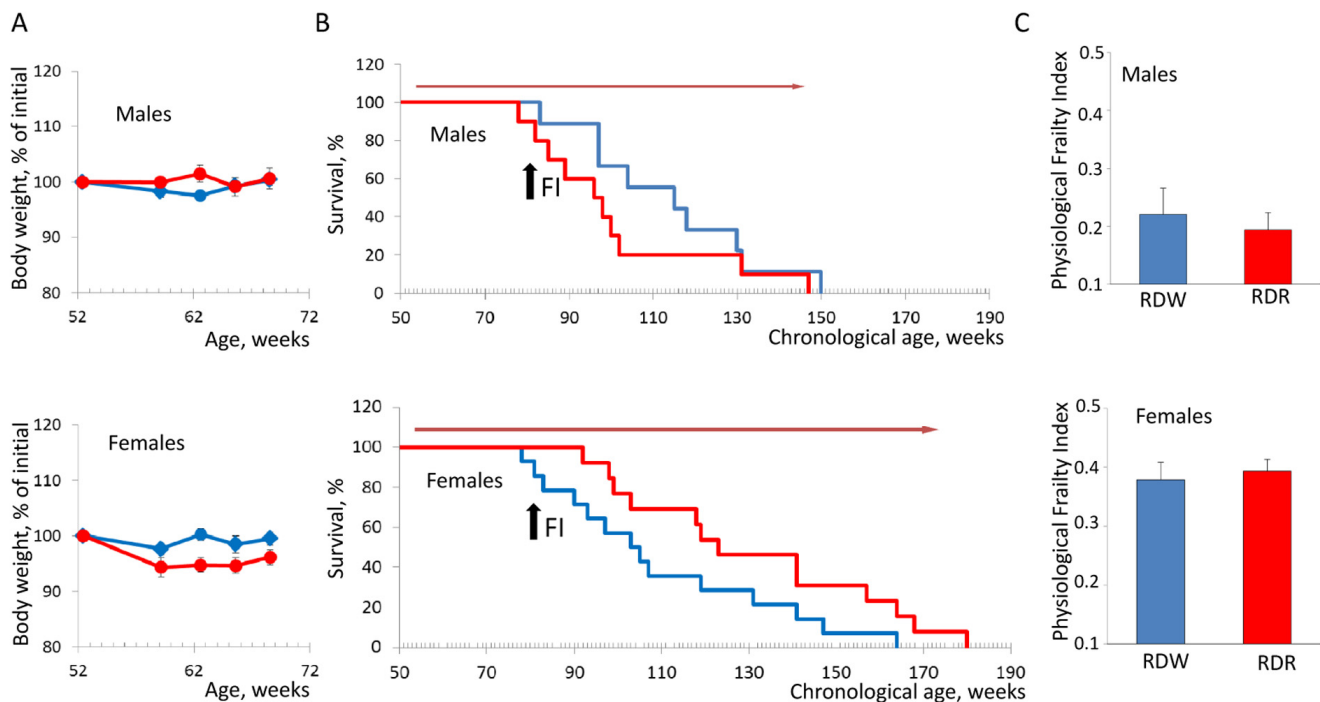 A
B
C
Body weight, % of initial
120
110
100
90
80
Males
52
62
72
Age, weeks
Survival, %
120
100
80
60
40
20
0
Males
FI
50
70
90
110
130
150
170
190
Chronological age, weeks
Physiological Frailty Index
0.5
0.4
0.3
0.2
0.1
Males
RDW
RDR
Body weight, % of initial
120
110
100
90
80
Females
52
62
72
Age, weeks
Survival, %
120
100
80
60
40
20
0
Females
FI
50
70
90
110
130
150
170
190
Chronological age, weeks
Physiological Frailty Index
0.5
0.4
0.3
0.2
0.1
Females
RDW
RDR